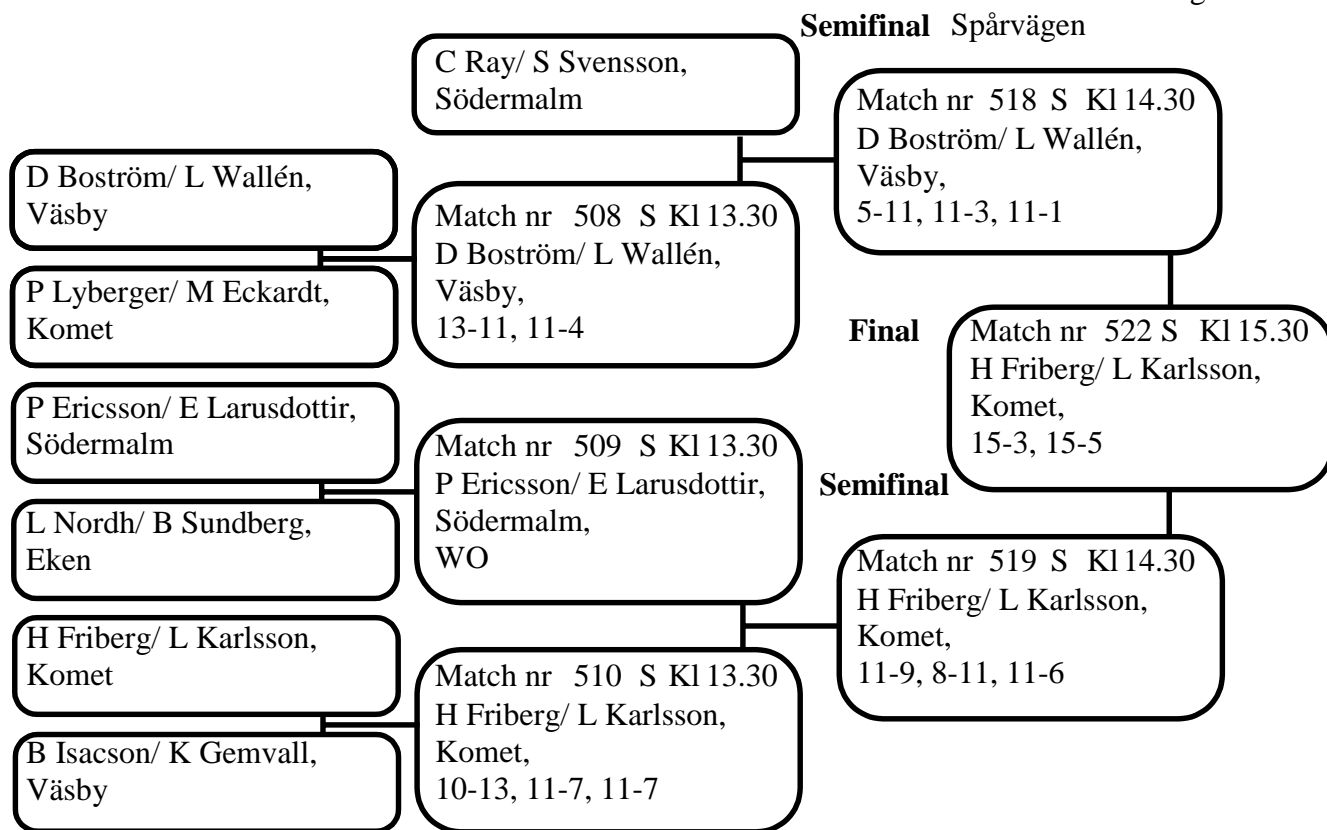 Semifinal Spårvägen
C Ray/ S Svensson,
Södermalm
Match nr 518 S Kl 14.30
D Boström/ L Wallén,
Väsby,
5-11, 11-3, 11-1
D Boström/ L Wallén,
Väsby
P Lyberger/ M Eckardt,
Komet
Match nr 508 S Kl 13.30
D Boström/ L Wallén,
Väsby,
13-11, 11-4
Final
Match nr 522 S Kl 15.30
H Friberg/ L Karlsson,
Komet,
15-3, 15-5
P Ericsson/ E Larusdottir,
Södermalm
L Nordh/ B Sundberg,
Eken
Match nr 509 S Kl 13.30
P Ericsson/ E Larusdottir,
Södermalm,
WO
Semifinal
Match nr 519 S Kl 14.30
H Friberg/ L Karlsson,
Komet,
11-9, 8-11, 11-6
H Friberg/ L Karlsson,
Komet
B Isacson/ K Gemvall,
Väsby
Match nr 510 S Kl 13.30
H Friberg/ L Karlsson,
Komet,
10-13, 11-7, 11-7